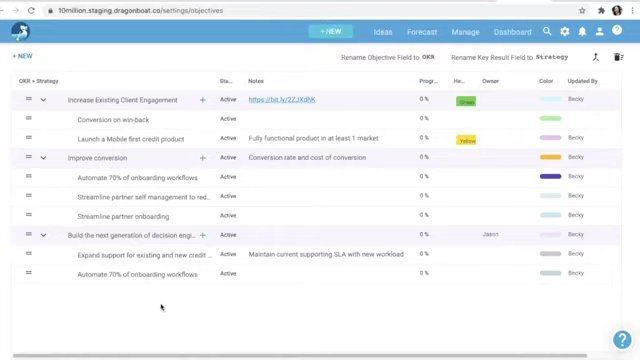 10million.staging.dragonboat.co/settings/objectives
+ NEW
Ideas
Forecast
Manage
Dashboard
+ NEW
Rename Objective Field to OKR
Rename Key Result Field to Strategy
OKR > Strategy Sta... Notes Progr... He... Owner Color Updated By
Increase Existing Client Engagement + Active https://bit.ly/2ZJXdhK 0 % Green Becky
Conversion on win-back Active 0 % Becky
Launch a Mobile first credit product Active Fully functional product in at least 1 market 0 % Yellow Becky
Improve conversion + Active Conversion rate and cost of conversion 0 % Becky
Automate 70% of onboarding workflows Active 0 % Becky
Streamline partner self management to red... Active 0 % Becky
Streamline partner onboarding Active 0 % Becky
Build the next generation of decision engi... + Active 0 % Jason Becky
Expand support for existing and new credit ... Active Maintain current supporting SLA with new workload 0 % Becky
Automate 70% of onboarding workflows Active 0 % Becky
?